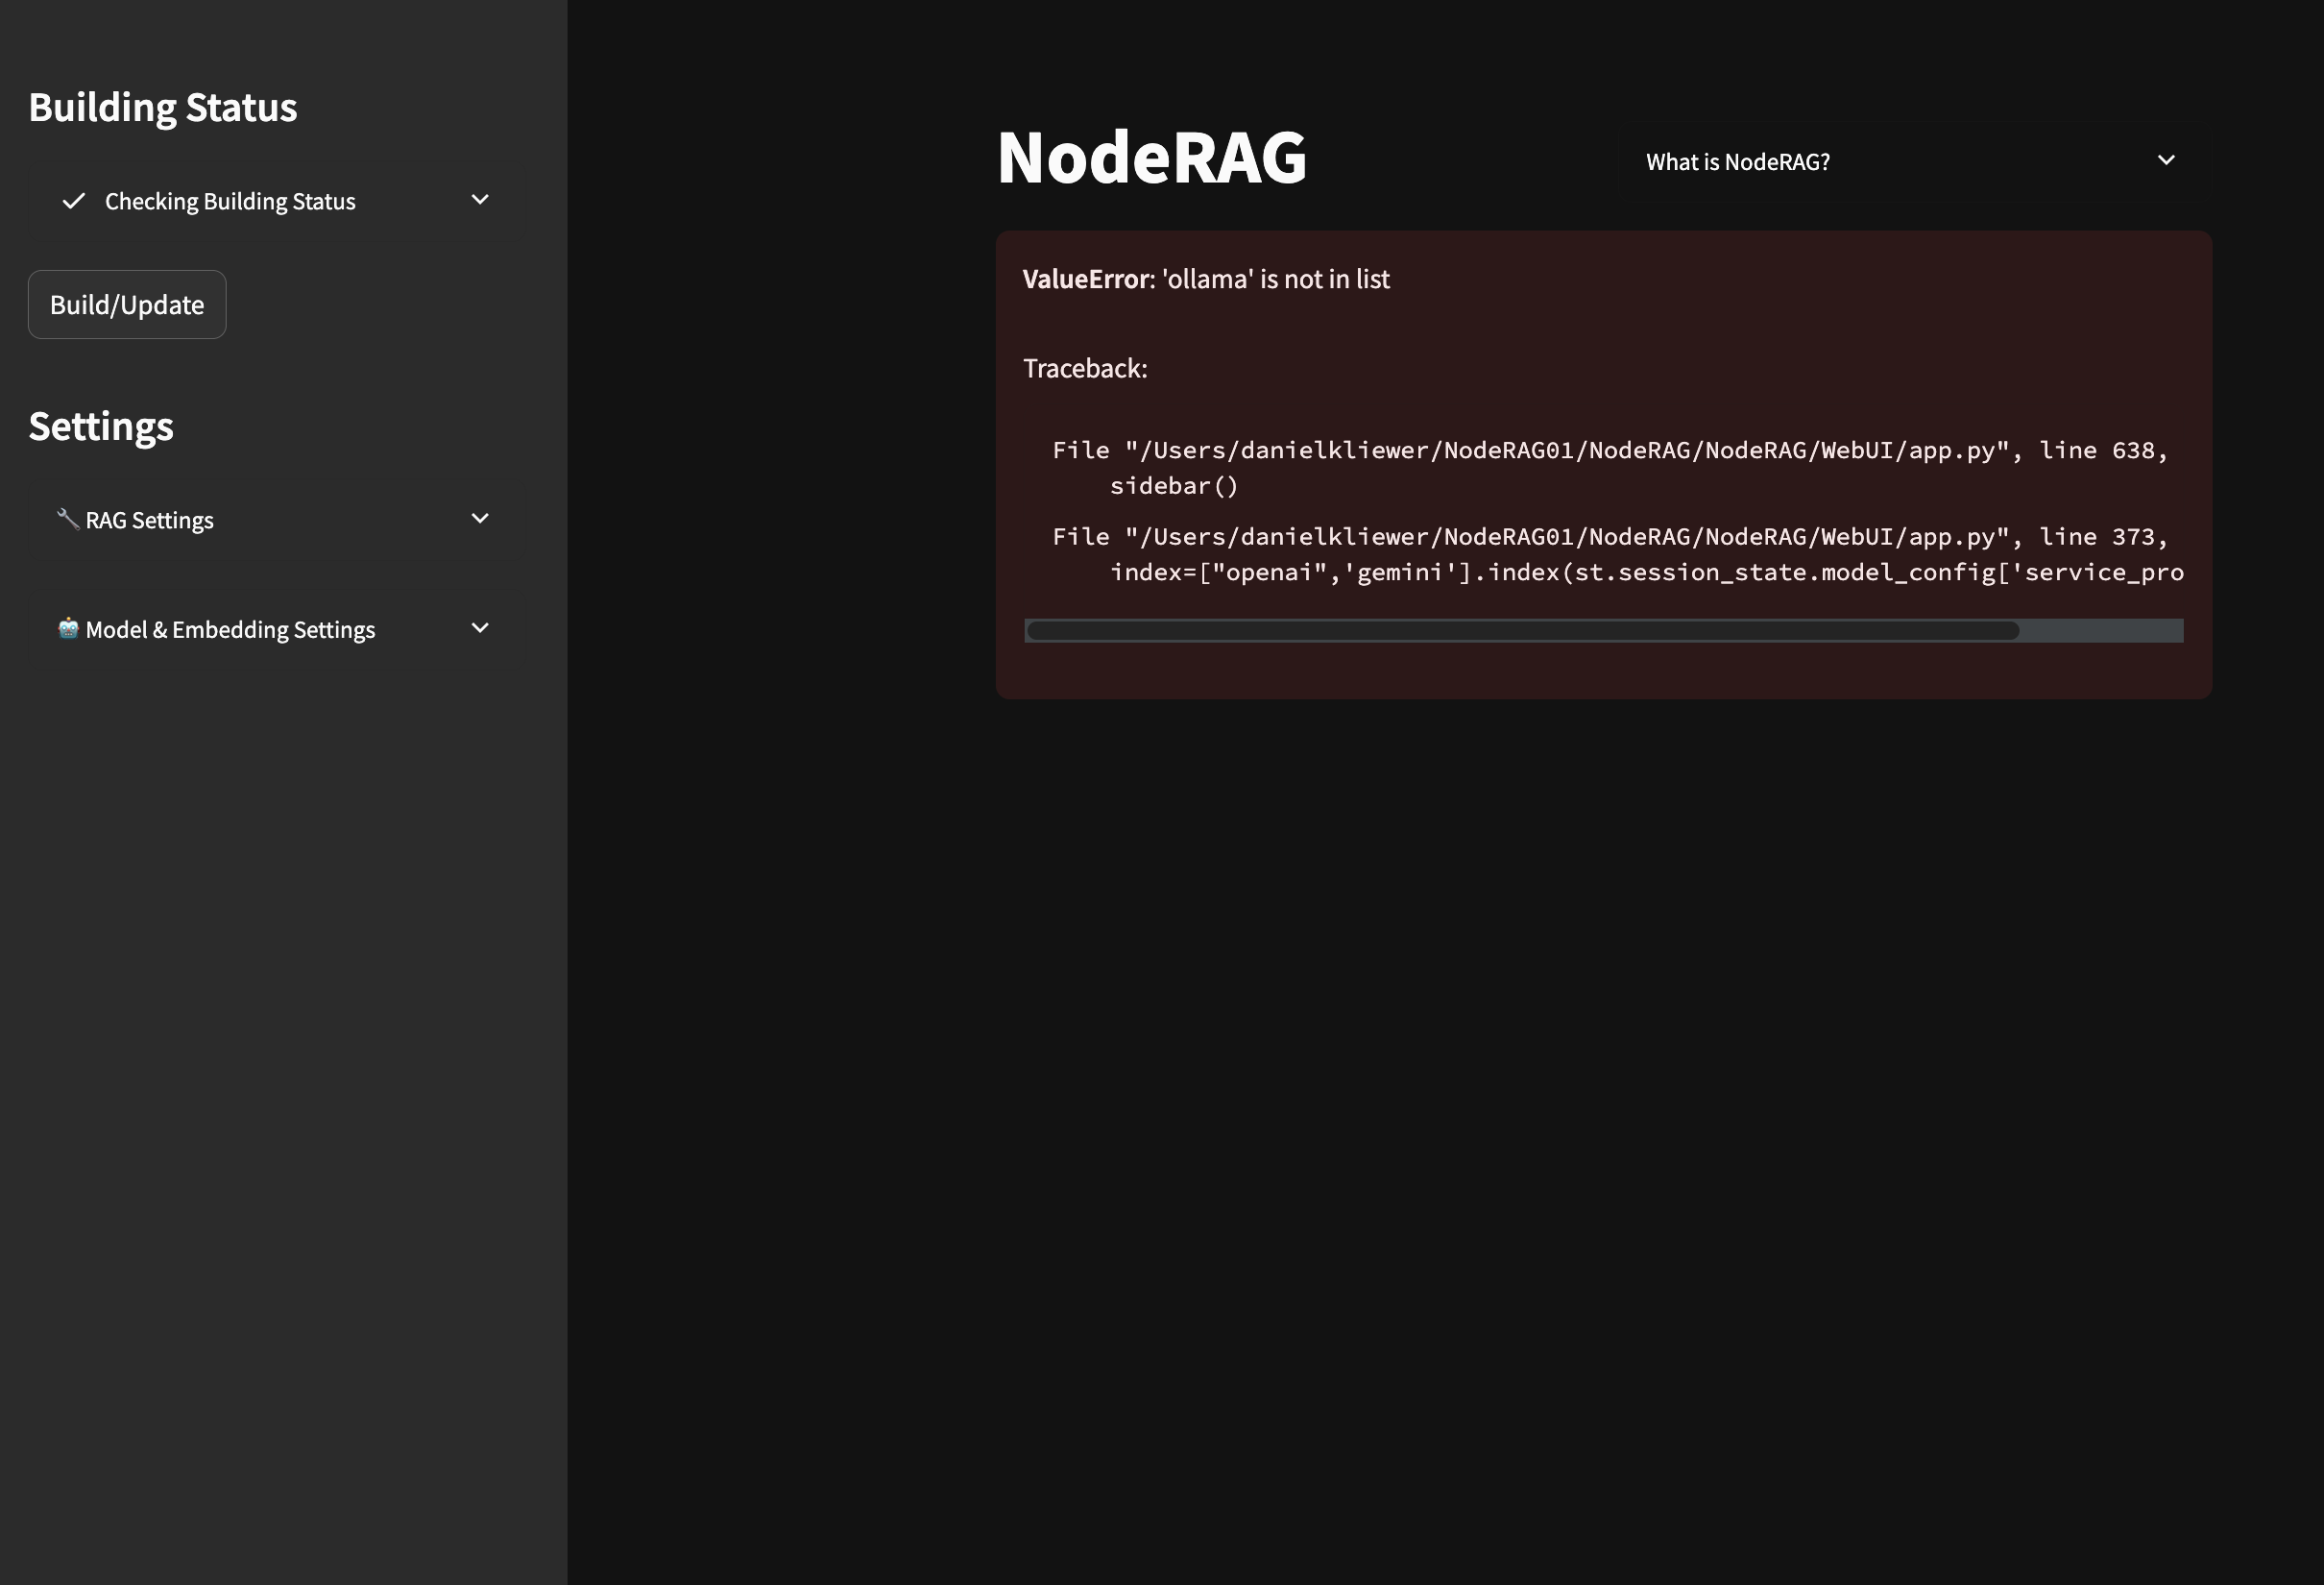 Building Status
Checking Building Status
Build/Update
Settings
🔧 RAG Settings
🤖 Model & Embedding Settings
NodeRAG
What is NodeRAG?
ValueError: 'ollama' is not in list
Traceback:
File "/Users/danielkliewer/NodeRAG01/NodeRAG/NodeRAG/WebUI/app.py", line 638,
sidebar()
File "/Users/danielkliewer/NodeRAG01/NodeRAG/NodeRAG/WebUI/app.py", line 373,
index=["openai",'gemini'].index(st.session_state.model_config['service_pro